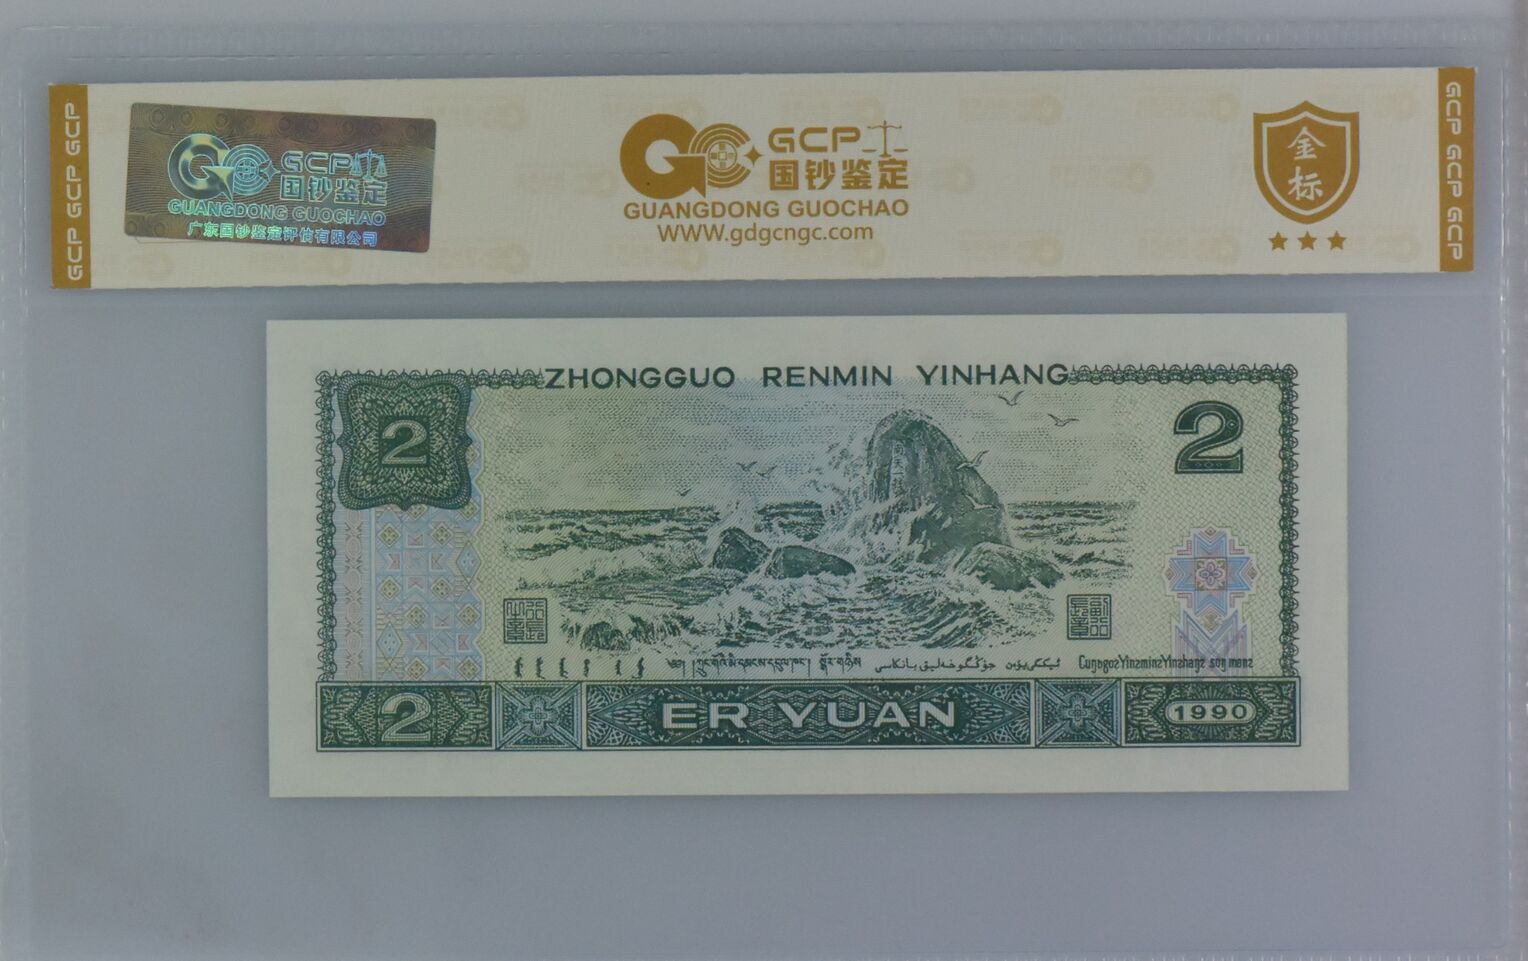 GCP GCP GCP
GCP
国钞鉴定
GUANGDONG GUOCHAO
广东国钞鉴定评估有限公司
GCP
国钞鉴定
GUANGDONG GUOCHAO
WWW.gdgcngc.com
金标
GCP GCP GCP
ZHONGGUO RENMIN YINHANG
2
2
2
ER YUAN
1990